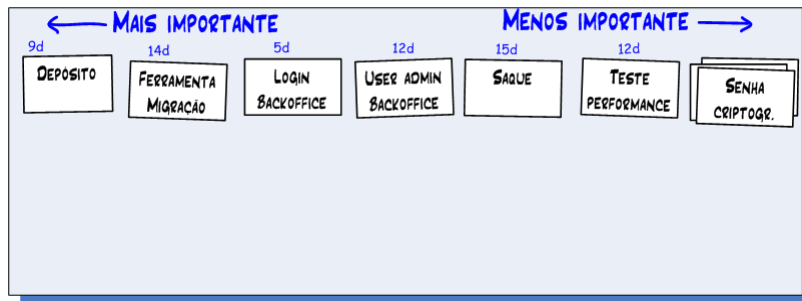 MAIS IMPORTANTE
MENOS IMPORTANTE
9d
14d
5d
12d
15d
12d
DEPÓSITO
FERRAMENTA
MIGRAÇÃO
LOGIN
BACKOFFICE
USER ADMIN
BACKOFFICE
SAQUE
TESTE
PERFORMANCE
SENHA
CRIPTOGR.